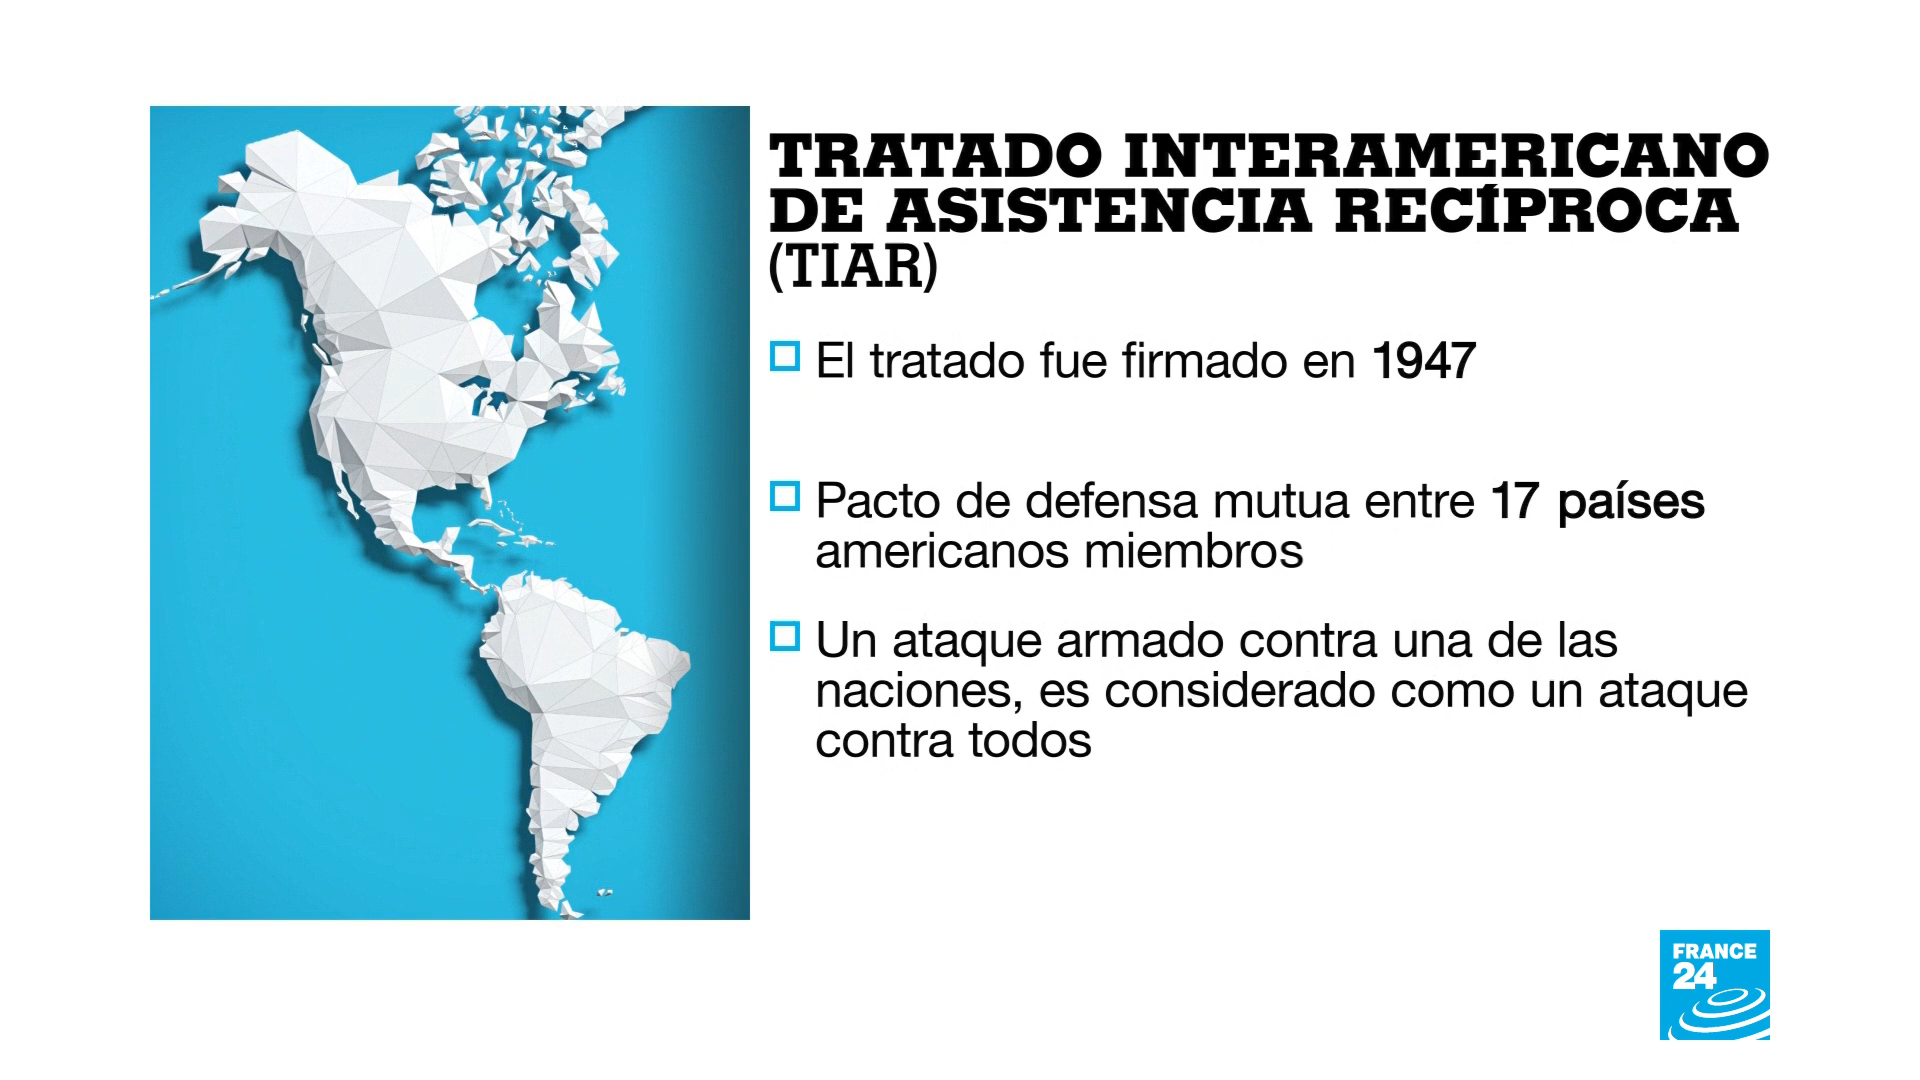 TRATADO INTERAMERICANO
DE ASISTENCIA RECÍPROCA
(TIAR)
El tratado fue firmado en 1947
Pacto de defensa mutua entre 17 países
americanos miembros
Un ataque armado contra una de las
naciones, es considerado como un ataque
contra todos
FRANCE
24